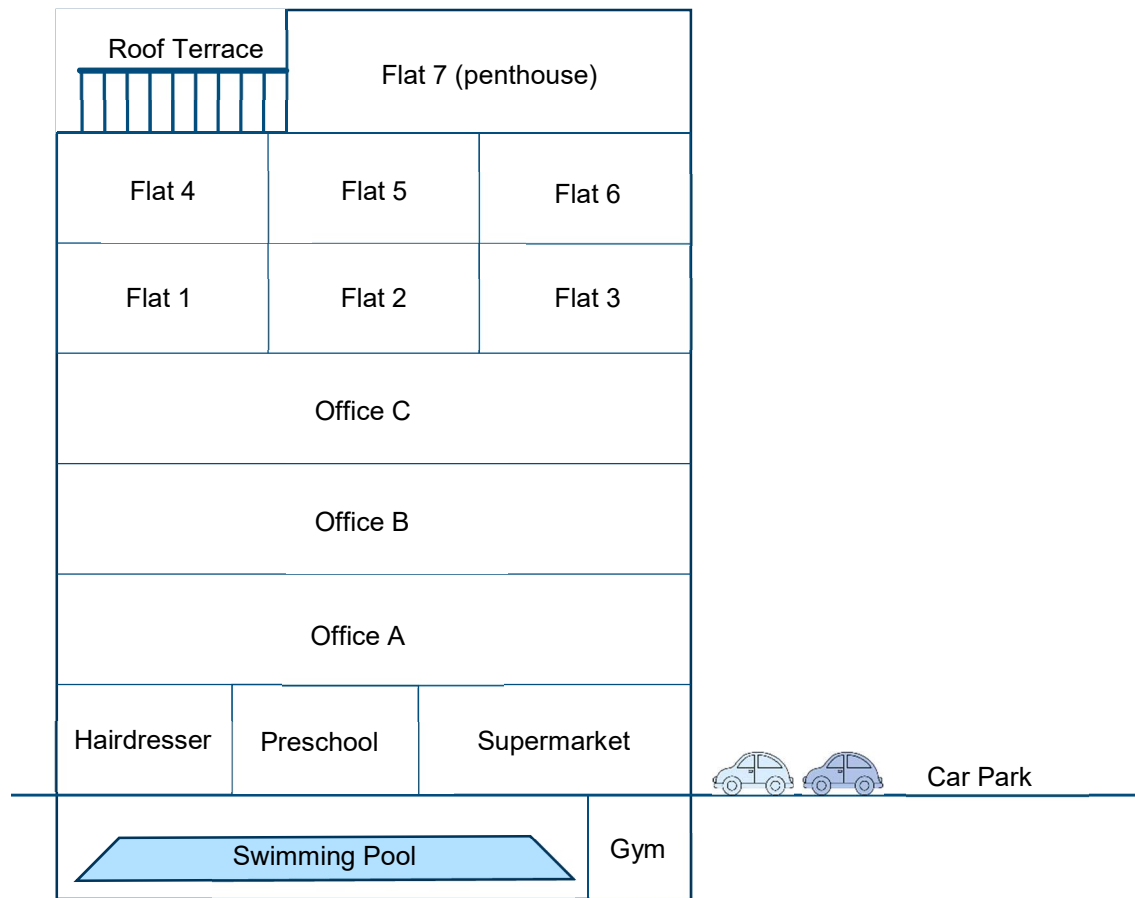 Roof Terrace
Flat 7 (penthouse)
Flat 4
Flat 5
Flat 6
Flat 1
Flat 2
Flat 3
Office C
Office B
Office A
Hairdresser
Preschool
Supermarket
Car Park
Swimming Pool
Gym